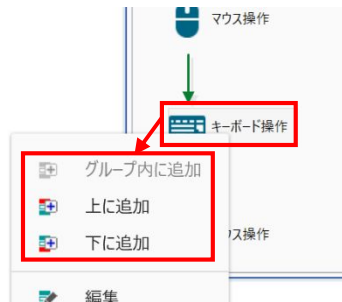 マウス操作
キーボード操作
グループ内に追加
上に追加
下に追加
ウス操作
編集